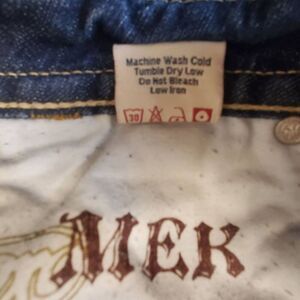 Machine Wash Cold
Tumble Dry Low
Do Not Bleach
Low Iron
30
MEK